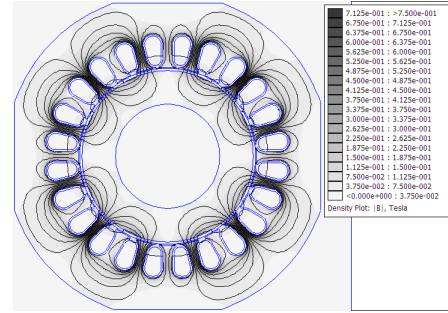 7.125e-001 : >7.500e-001
6.750e-001 : 7.125e-001
6.375e-001 : 6.750e-001
6.000e-001 : 6.375e-001
5.625e-001 : 6.000e-001
5.250e-001 : 5.625e-001
4.875e-001 : 5.250e-001
4.500e-001 : 4.875e-001
4.125e-001 : 4.500e-001
3.750e-001 : 4.125e-001
3.375e-001 : 3.750e-001
3.000e-001 : 3.375e-001
2.625e-001 : 3.000e-001
2.250e-001 : 2.625e-001
1.875e-001 : 2.250e-001
1.500e-001 : 1.875e-001
1.125e-001 : 1.500e-001
7.500e-002 : 1.125e-001
3.750e-002 : 7.500e-002
<0.000e+000 : 3.750e-002
Density Plot: |B|, Tesla